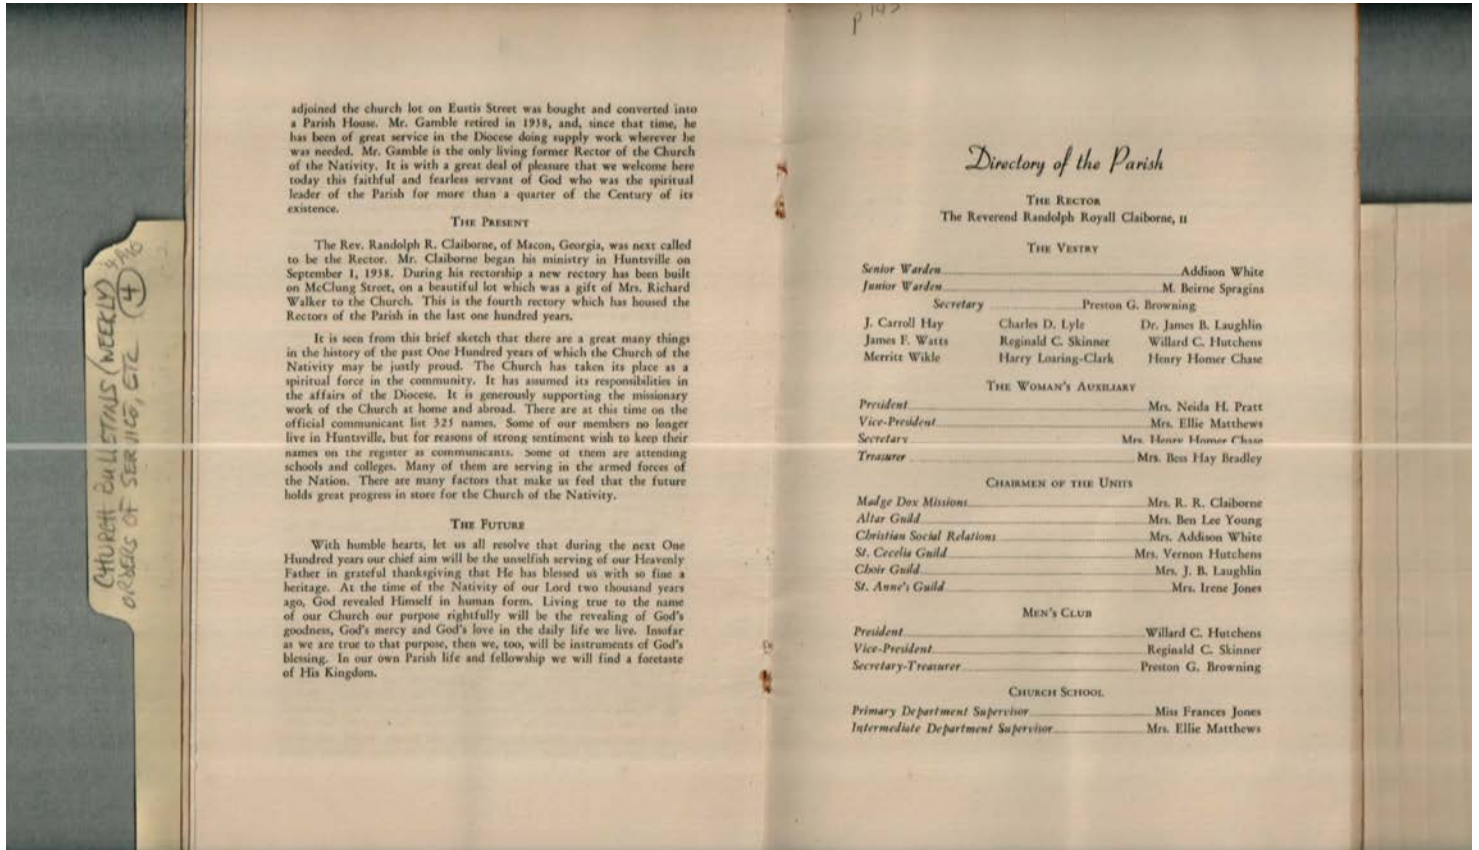 CHURCH BULLETINS (WEEKLY)
ORDERS OF SERVICE, ETC (4)
adjoined the church lot on Eustis Street was bought and converted into
a Parish House. Mr. Gamble retired in 1938, and, since that time, he
has been of great service in the Diocese doing supply work wherever he
was needed. Mr. Gamble is the only living former Rector of the Church
of the Nativity. It is with a great deal of pleasure that we welcome here
today this faithful and fearless servant of God who was the spiritual
leader of the Parish for more than a quarter of the Century of its
existence.
THE PRESENT
The Rev. Randolph R. Claiborne, of Macon, Georgia, was next called
to be the Rector. Mr. Claiborne began his ministry in Huntsville on
September 1, 1938. During his rectorship a new rectory has been built
on McClung Street, on a beautiful lot which was a gift of Mrs. Richard
Walker to the Church. This is the fourth rectory which has housed the
Rectors of the Parish in the last one hundred years.
It is seen from this brief sketch that there are a great many things
in the history of the past One Hundred years of which the Church of the
Nativity may be justly proud. The Church has taken its place as a
spiritual force in the community. It has assumed its responsibilities in
the affairs of the Diocese. It is generously supporting the missionary
work of the Church at home and abroad. There are at this time on the
official communicant list 325 names. Some of our members no longer
live in Huntsville, but for reasons of strong sentiment wish to keep their
names on the register as communicants. Some of them are attending
schools and colleges. Many of them are serving in the armed forces of
the Nation. There are many factors that make us feel that the future
holds great progress in store for the Church of the Nativity.
THE FUTURE
With humble hearts, let us all resolve that during the next One
Hundred years our chief aim will be the unselfish serving of our Heavenly
Father in grateful thanksgiving that He has blessed us with so fine a
heritage. At the time of the Nativity of our Lord two thousand years
ago, God revealed Himself in human form. Living true to the name
of our Church our purpose rightfully will be the revealing of God's
goodness, God's mercy and God's love in the daily life we live. Insofar
as we are true to that purpose, then we, too, will be instruments of God's
blessing. In our own Parish life and fellowship we will find a foretaste
of His Kingdom.
Directory of the Parish
THE RECTOR
The Reverend Randolph Royall Claiborne, II
THE VESTRY
Senior Warden Addison White
Junior Warden M. Beirne Spragins
Secretary Preston G. Browning
J. Carroll Hay Charles D. Lyle Dr. James B. Laughlin
James F. Watts Reginald C. Skinner Willard C. Hutchens
Merritt Wikle Harry Loaring-Clark Henry Homer Chase
THE WOMAN'S AUXILIARY
President Mrs. Neida H. Pratt
Vice-President Mrs. Ellie Matthews
Secretary Mrs. Henry Homer Chase
Treasurer Mrs. Bess Hay Bradley
CHAIRMEN OF THE UNITS
Madge Dox Missions Mrs. R. R. Claiborne
Altar Guild Mrs. Ben Lee Young
Christian Social Relations Mrs. Addison White
St. Cecelia Guild Mrs. Vernon Hutchens
Choir Guild Mrs. J. B. Laughlin
St. Anne's Guild Mrs. Irene Jones
MEN'S CLUB
President Willard C. Hutchens
Vice-President Reginald C. Skinner
Secretary-Treasurer Preston G. Browning
CHURCH SCHOOL
Primary Department Supervisor Miss Frances Jones
Intermediate Department Supervisor Mrs. Ellie Matthews